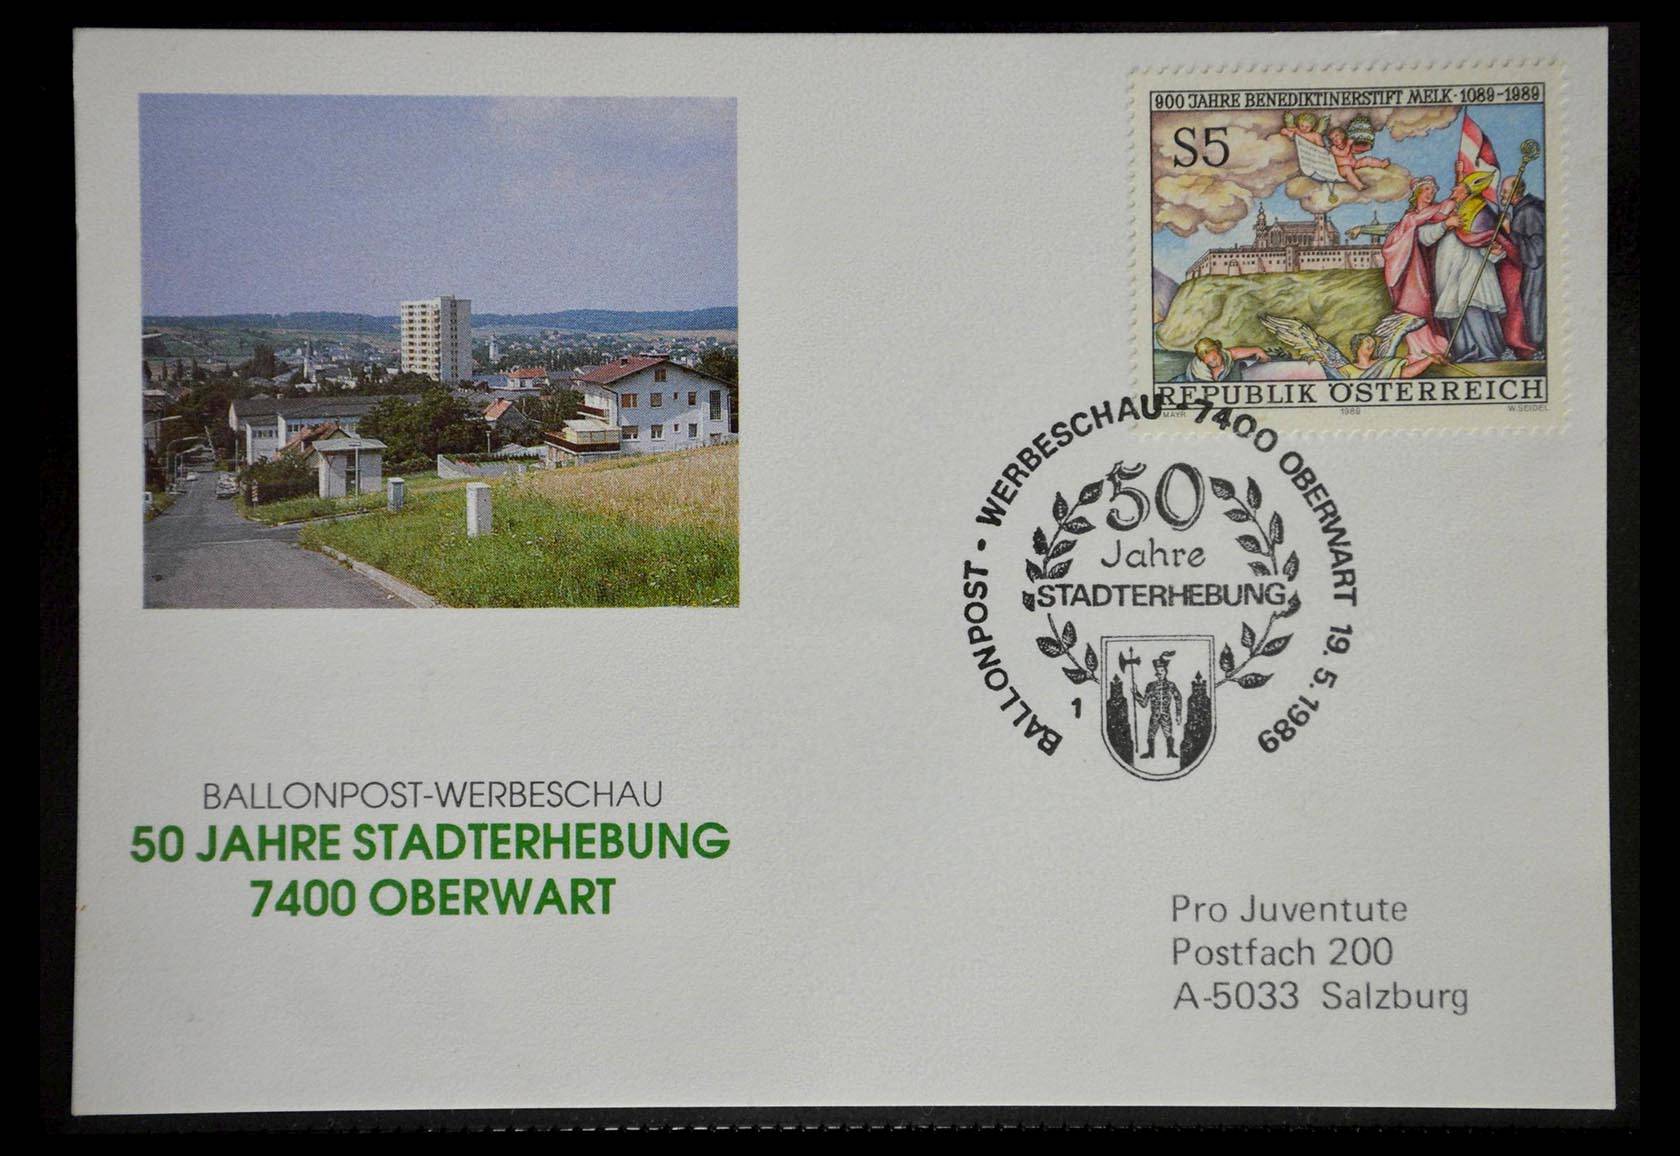 900 JAHRE BENEDIKTINERSTIFT MELK·1089-1989
S5
REPUBLIK ÖSTERREICH
MAYR
1989
W. SEIDEL
BALLONPOST - WERBESCHAU - 7400 OBERWART 19. 5. 1989
50
Jahre
STADTERHEBUNG
1
BALLONPOST-WERBESCHAU
50 JAHRE STADTERHEBUNG
7400 OBERWART
Pro Juventute
Postfach 200
A-5033 Salzburg